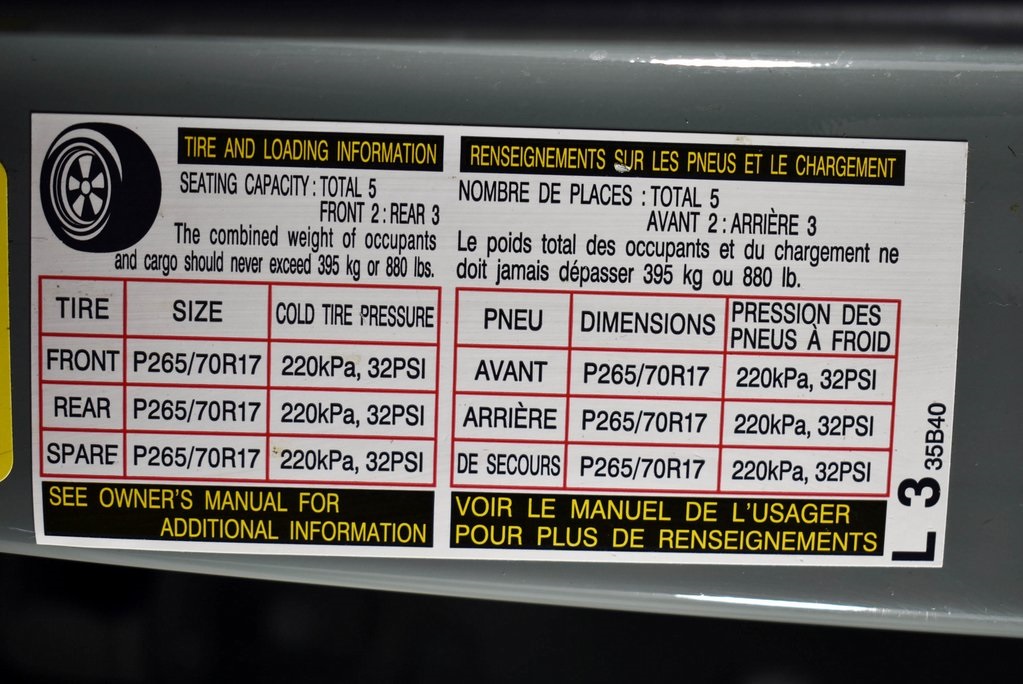 TIRE AND LOADING INFORMATION
SEATING CAPACITY : TOTAL 5
FRONT 2 : REAR 3
The combined weight of occupants
and cargo should never exceed 395 kg or 880 lbs.
TIRE SIZE COLD TIRE PRESSURE
FRONT P265/70R17 220kPa, 32PSI
REAR P265/70R17 220kPa, 32PSI
SPARE P265/70R17 220kPa, 32PSI
SEE OWNER'S MANUAL FOR
ADDITIONAL INFORMATION
RENSEIGNEMENTS SUR LES PNEUS ET LE CHARGEMENT
NOMBRE DE PLACES : TOTAL 5
AVANT 2 : ARRIÈRE 3
Le poids total des occupants et du chargement ne
doit jamais dépasser 395 kg ou 880 lb.
PNEU DIMENSIONS PRESSION DES
PNEUS À FROID
AVANT P265/70R17 220kPa, 32PSI
ARRIÈRE P265/70R17 220kPa, 32PSI
DE SECOURS P265/70R17 220kPa, 32PSI
VOIR LE MANUEL DE L'USAGER
POUR PLUS DE RENSEIGNEMENTS
L 3 35B40